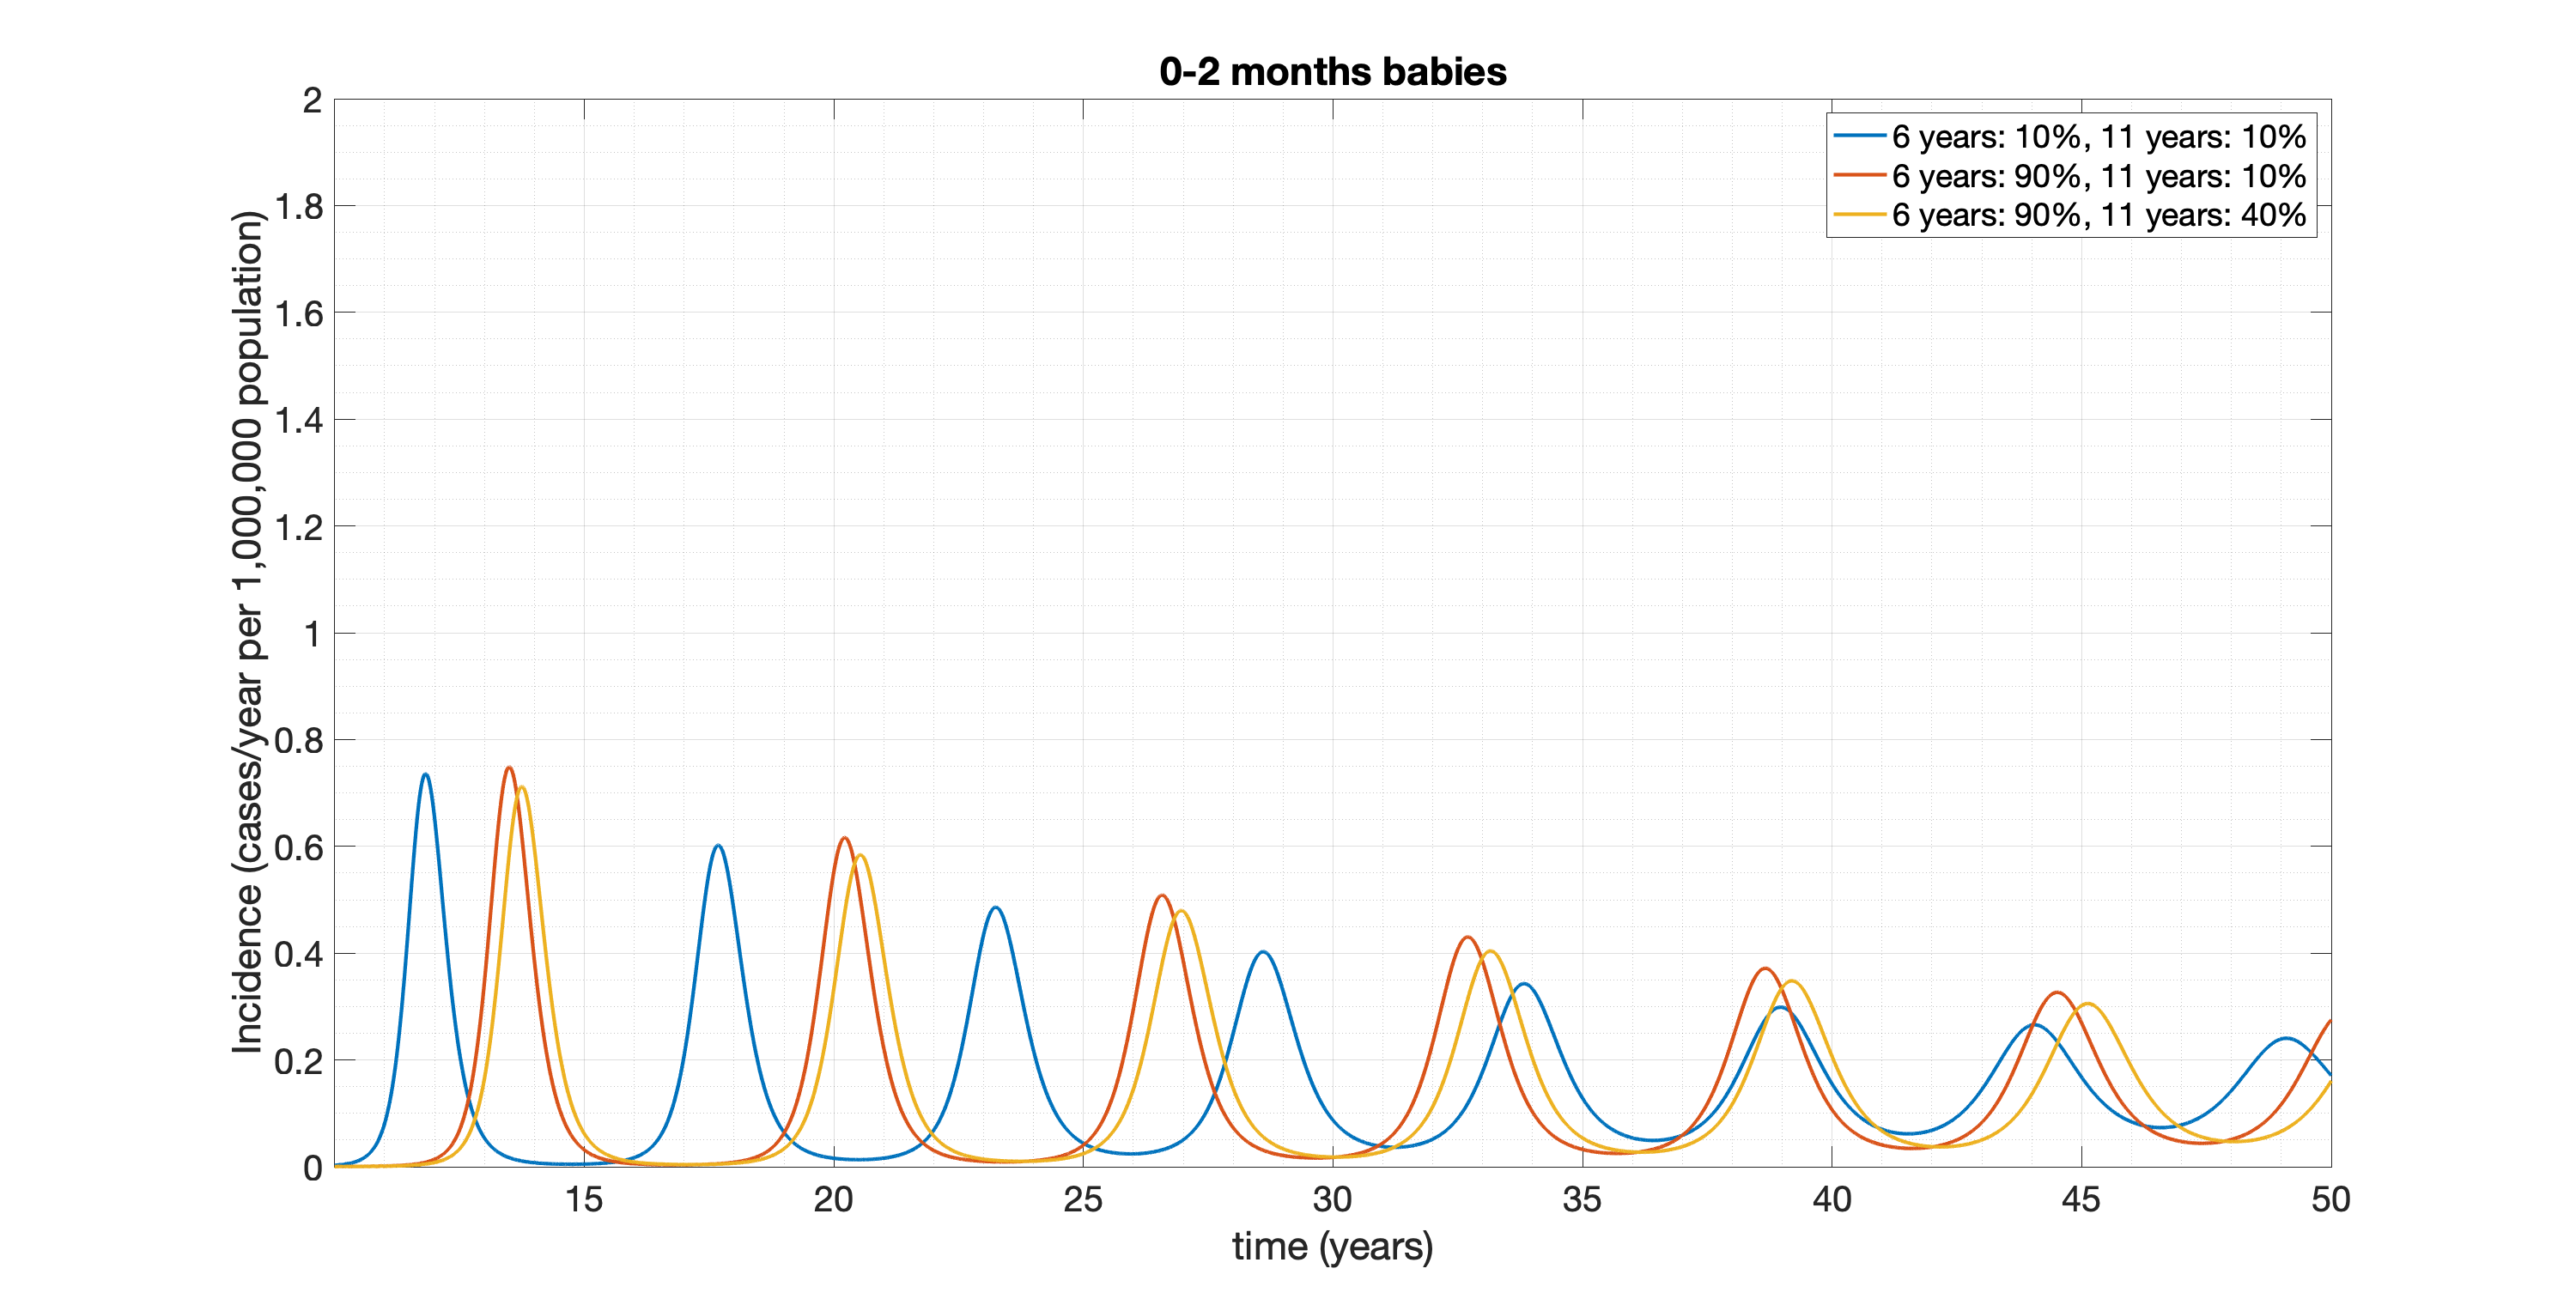 0-2 months babies
2
1.8
1.6
1.4
1.2
1
0.8
0.6
0.4
0.2
0
Incidence (cases/year per 1,000,000 population)
6 years: 10%, 11 years: 10%
6 years: 90%, 11 years: 10%
6 years: 90%, 11 years: 40%
15 20 25 30 35 40 45 50
time (years)